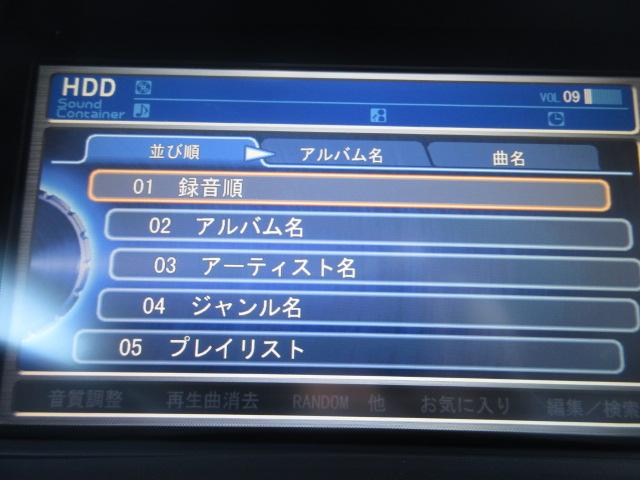 HDD
VOL 09
Sound
Container
並び順 アルバム名 曲名
01 録音順
02 アルバム名
03 アーティスト名
04 ジャンル名
05 プレイリスト
音質調整 再生曲消去 RANDOM 他 お気に入り 編集/検索